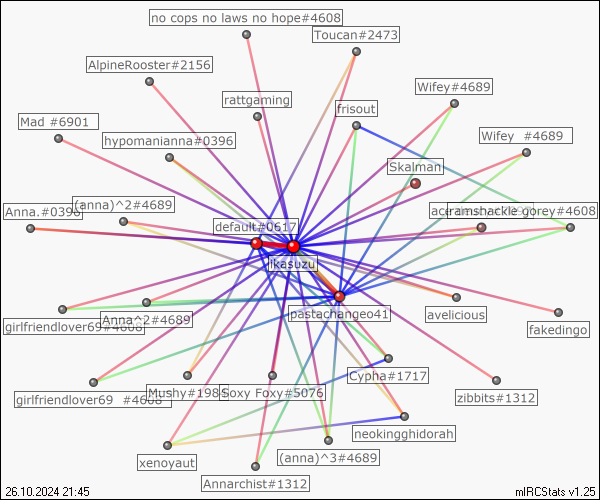 no cops no laws no hope#4608
Toucan#2473
AlpineRooster#2156
Wifey#4689
rattgaming
frisout
Mad #6901
hypomanianna#0396
Wifey #4689
Skalman
Anna.#0396
(anna)^2#4689
gorey#4608
default#0617
ikasuzu
girlfriendlover69#4608
Anna^2#4689
pastachangeo41
avelicious
fakedingo
Cypha#1717
girlfriendlover69 #4608
Mushy#1984
Soxy Foxy#5076
zibbits#1312
neokingghidorah
xenoyaut
(anna)^3#4689
Annarchist#1312
26.10.2024 21:45
mIRCStats v1.25